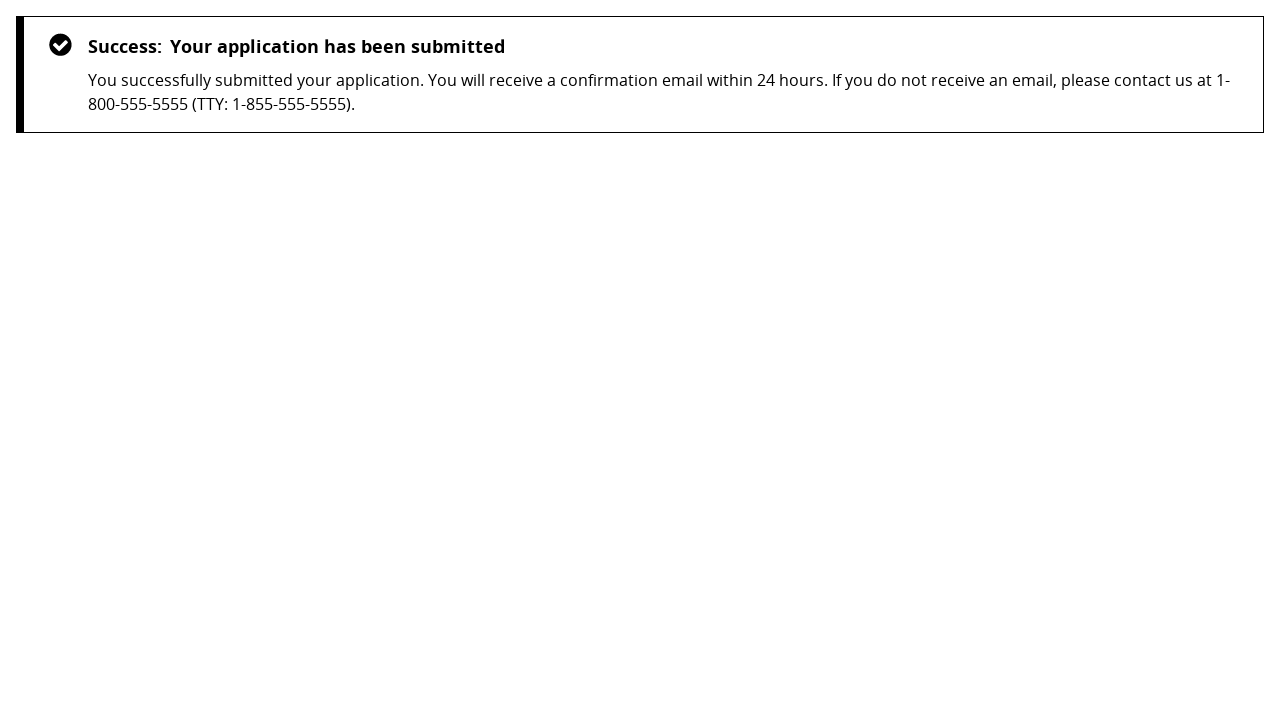 Success: Your application has been submitted
You successfully submitted your application. You will receive a confirmation email within 24 hours. If you do not receive an email, please contact us at 1-
800-555-5555 (TTY: 1-855-555-5555).